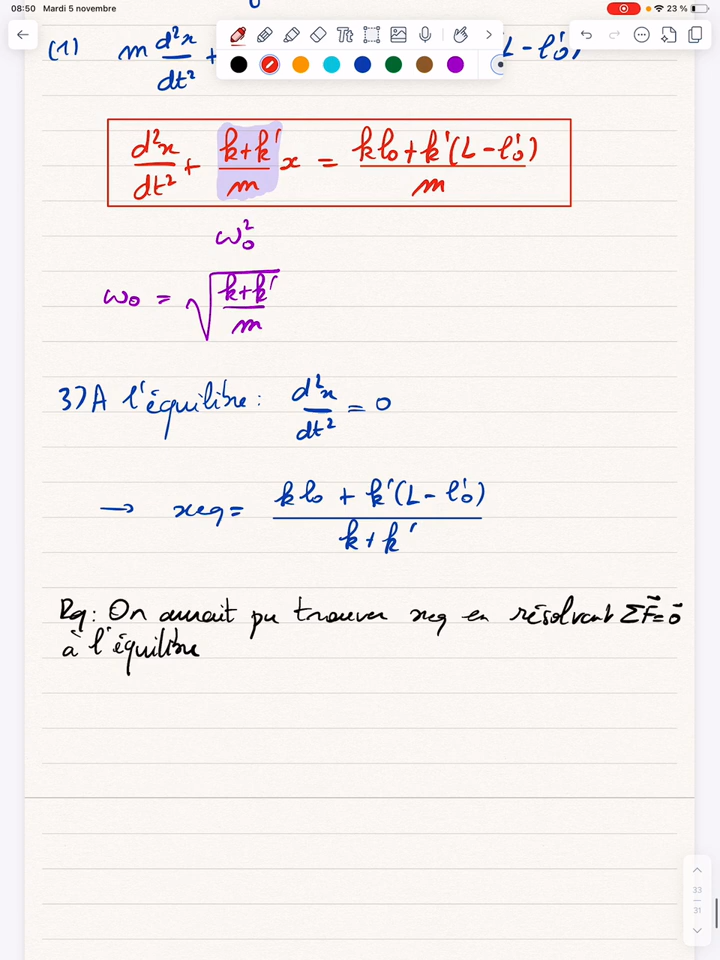 08:50 Mardi 5 novembre
23 %
Tt
(1) m d²x/dt² + L - l'₀)
d²x/dt² + (k+k')/m x = (kl₀ + k'(L - l'₀))/m
ω₀²
ω₀ = √((k+k')/m)
3) A l'équilibre : d²x/dt² = 0
→ xeq = (kl₀ + k'(L - l'₀))/(k + k')
Rq : On aurait pu trouver xeq en résolvant ΣF⃗ = 0⃗
à l'équilibre
33
31